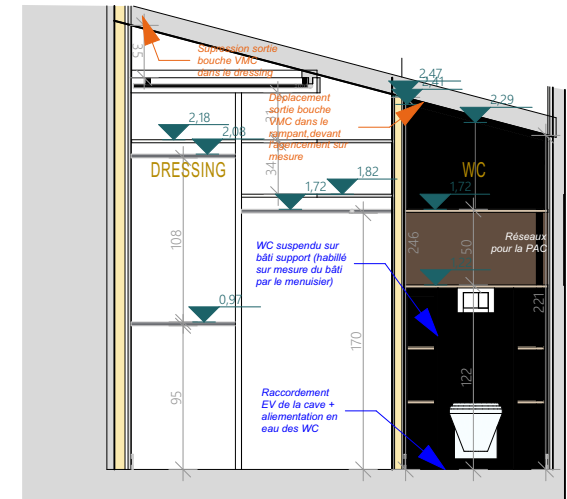 Supression sortie
bouche VMC
dans le dressing
35
2,47
2,41
2,29
Déplacement
sortie bouche
VMC dans le
rampant,devant
l'agencement sur
mesure
21
34
2,18
2,08
DRESSING
WC
1,82
1,72
1,72
Réseaux
pour la PAC
108
246
50
WC suspendu sur
bâti support (habillé
sur mesure du bâti
par le menuisier)
221
0,97
170
122
95
Raccordement
EV de la cave +
aliementation en
eau des WC